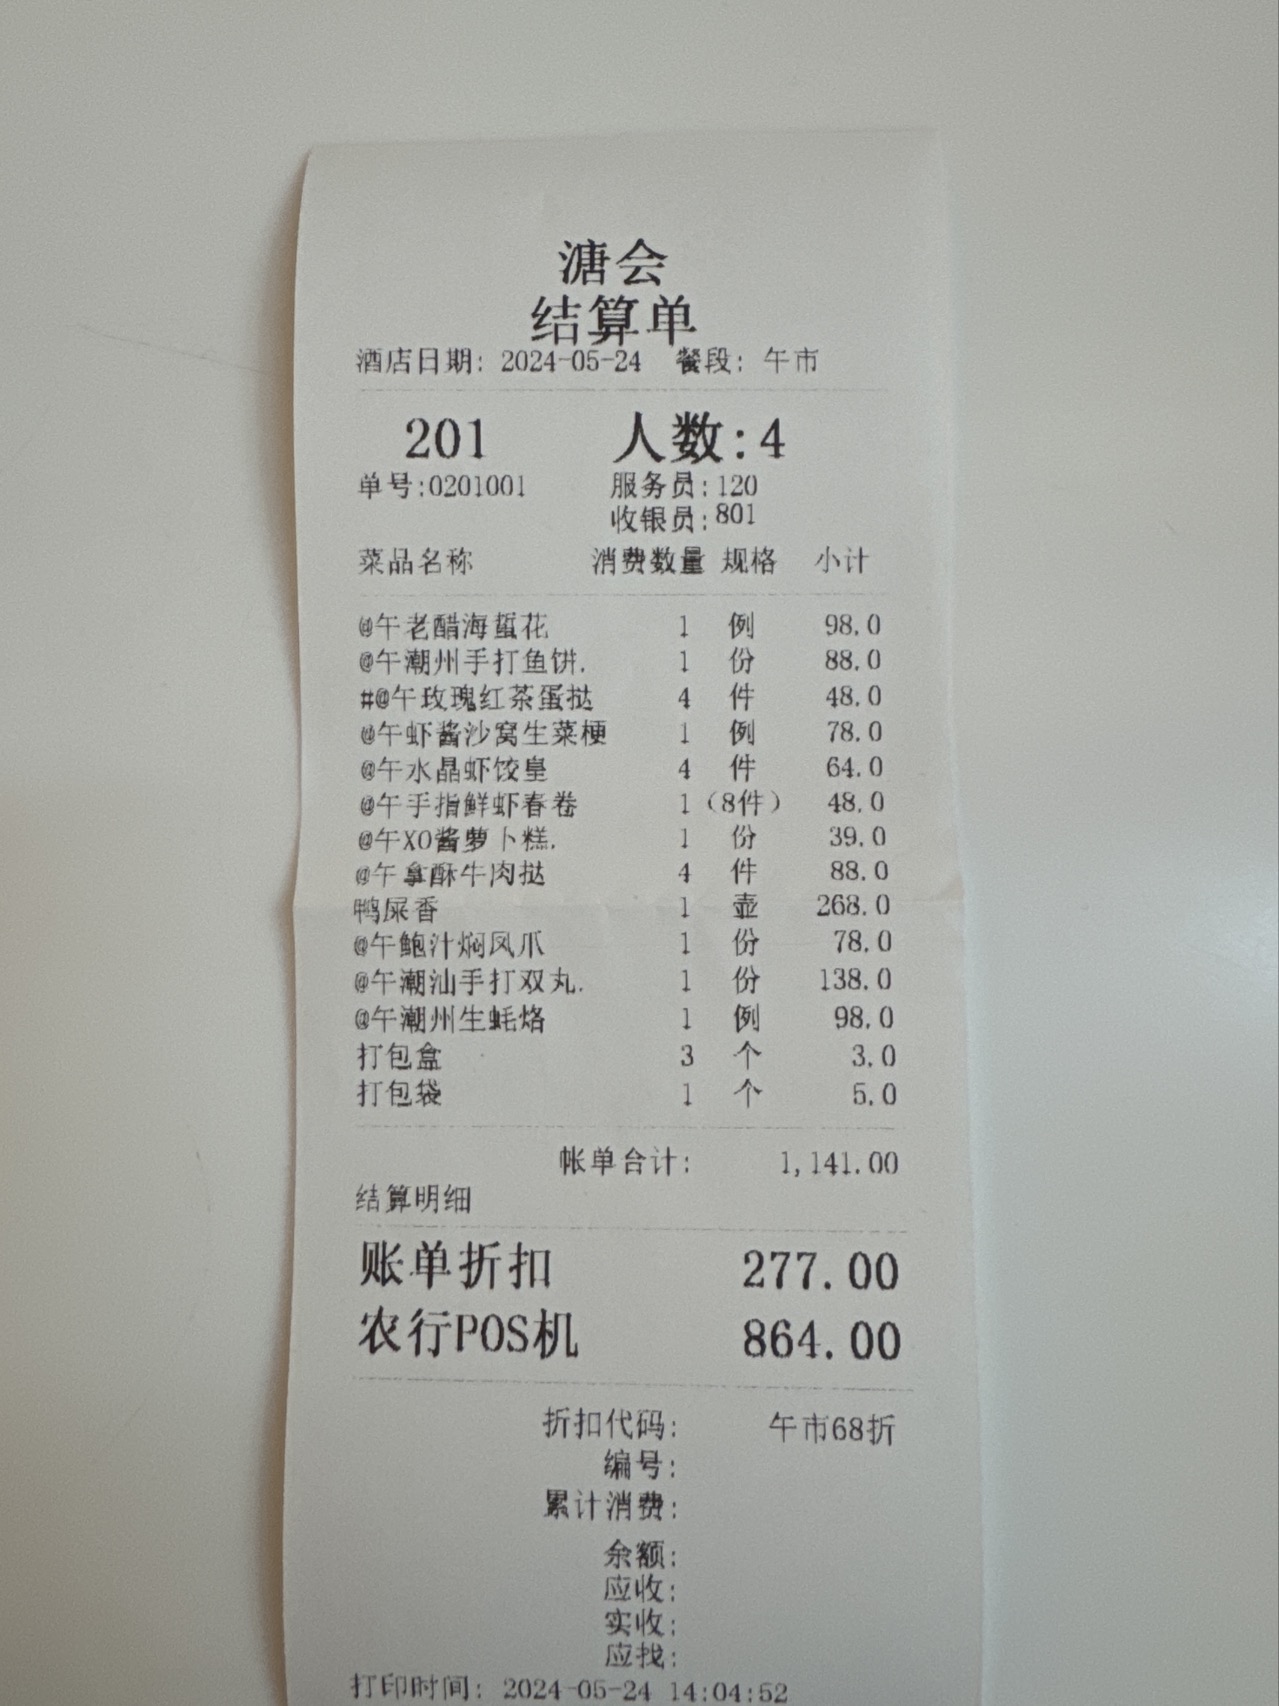 溏会
结算单
酒店日期: 2024-05-24 餐段: 午市
201 人数:4
单号:0201001 服务员:120
收银员:801
菜品名称 消费数量 规格 小计
@午老醋海蜇花 1 例 98.0
@午潮州手打鱼饼. 1 份 88.0
#@午玫瑰红茶蛋挞 4 件 48.0
@午虾酱沙窝生菜梗 1 例 78.0
@午水晶虾饺皇 4 件 64.0
@午手指鲜虾春卷 1 (8件) 48.0
@午XO酱萝卜糕. 1 份 39.0
@午拿酥牛肉挞 4 件 88.0
鸭屎香 1 壶 268.0
@午鲍汁焖凤爪 1 份 78.0
@午潮汕手打双丸. 1 份 138.0
@午潮州生蚝烙 1 例 98.0
打包盒 3 个 3.0
打包袋 1 个 5.0
帐单合计: 1,141.00
结算明细
账单折扣 277.00
农行POS机 864.00
折扣代码: 午市68折
编号:
累计消费:
余额:
应收:
实收:
应找:
打印时间: 2024-05-24 14:04:52